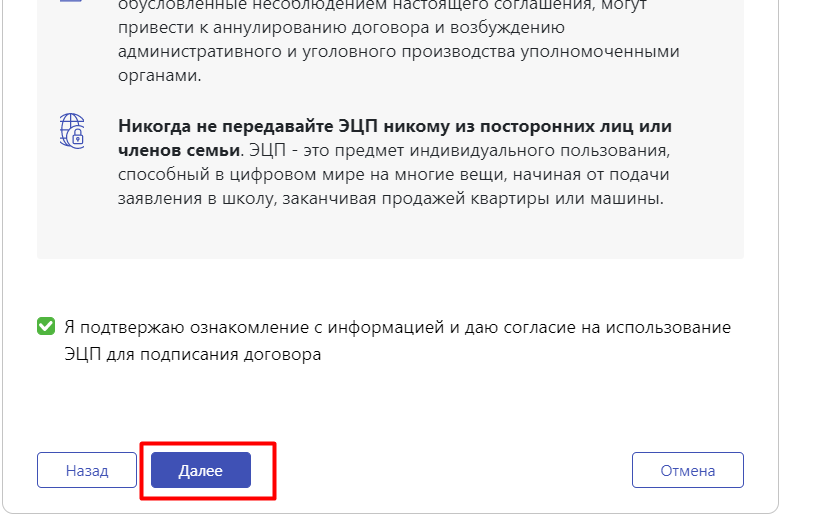 обусловленные несоблюдением настоящего соглашения, могут
привести к аннулированию договора и возбуждению
административного и уголовного производства уполномоченными
органами.
Никогда не передавайте ЭЦП никому из посторонних лиц или
членов семьи. ЭЦП - это предмет индивидуального пользования,
способный в цифровом мире на многие вещи, начиная от подачи
заявления в школу, заканчивая продажей квартиры или машины.
Я подтвержаю ознакомление с информацией и даю согласие на использование
ЭЦП для подписания договора
Назад
Далее
Отмена